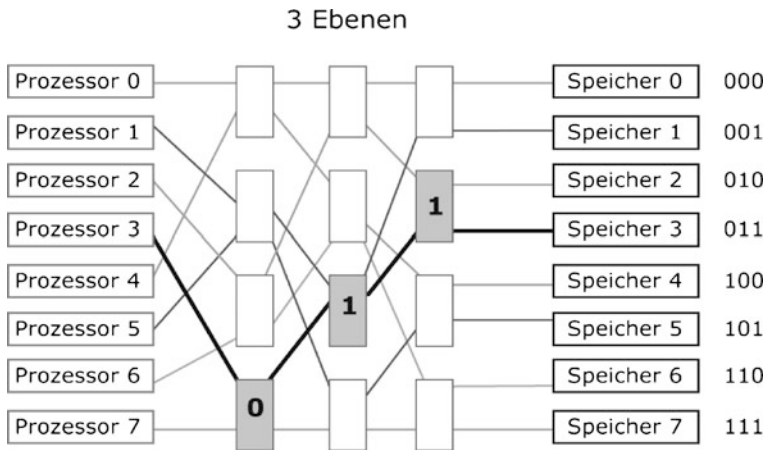 3 Ebenen
Prozessor 0 Speicher 0 000
Prozessor 1 Speicher 1 001
Prozessor 2 Speicher 2 010
1
Prozessor 3 Speicher 3 011
Prozessor 4 Speicher 4 100
1
Prozessor 5 Speicher 5 101
Prozessor 6 Speicher 6 110
0
Prozessor 7 Speicher 7 111